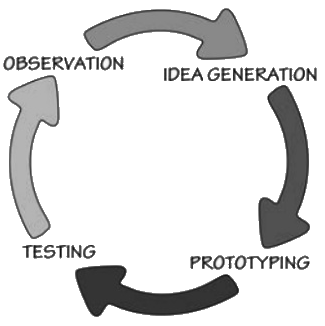 OBSERVATION
IDEA GENERATION
PROTOTYPING
TESTING